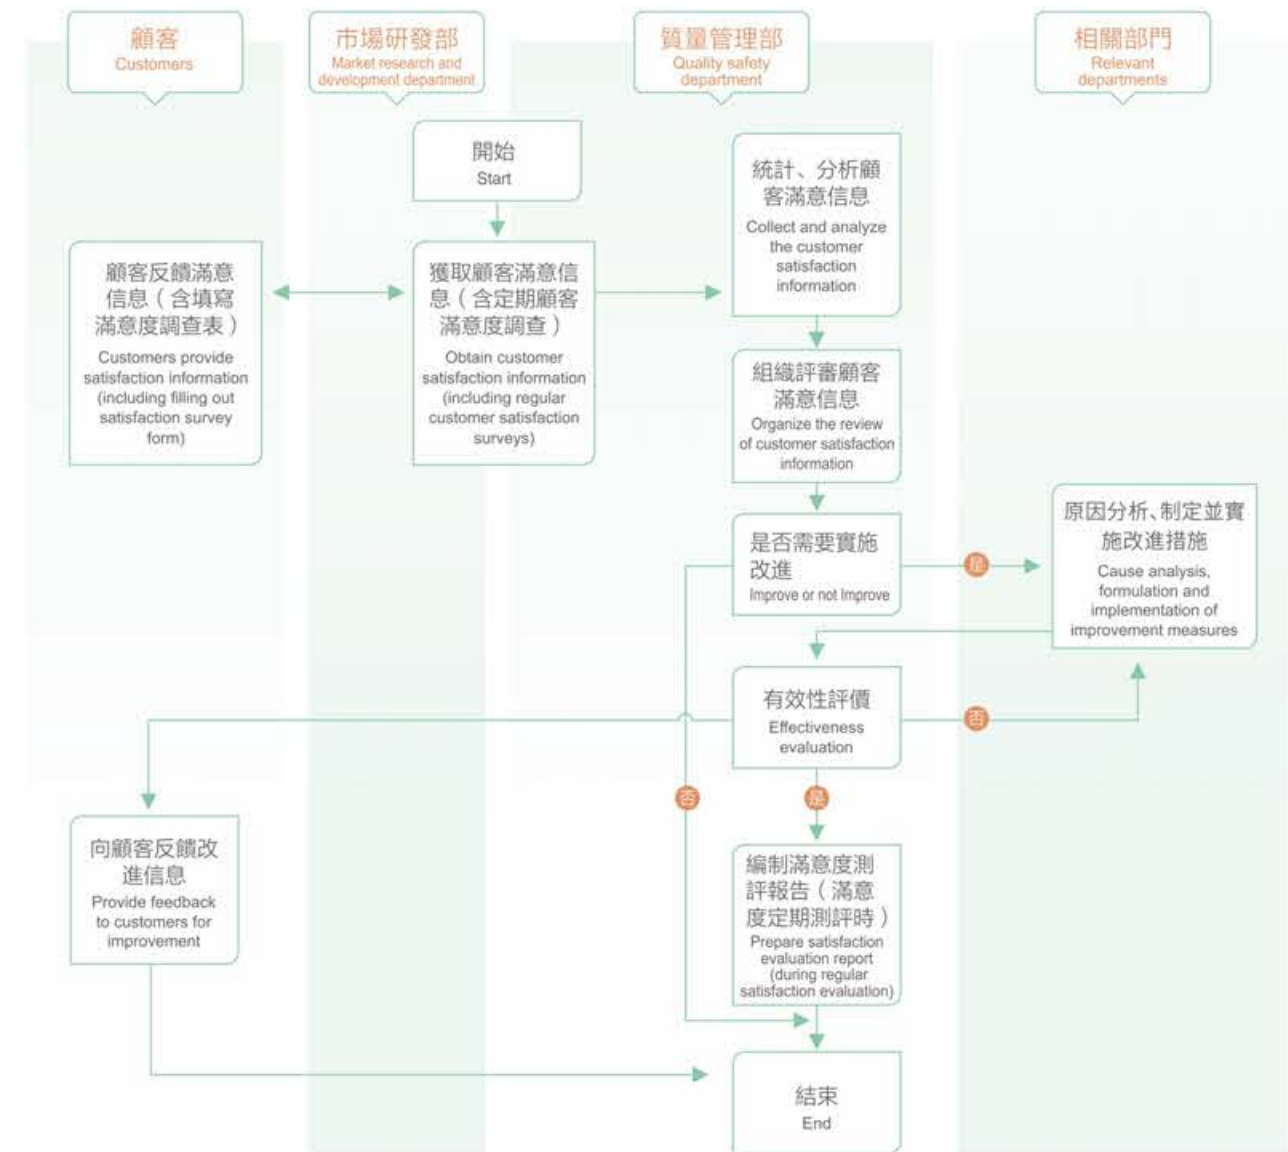 顧客
Customers
市場研發部
Market research and
development department
質量管理部
Quality safety
department
相關部門
Relevant
departments
開始
Start
統計、分析顧
客滿意信息
Collect and analyze
the customer
satisfaction
information
顧客反饋滿意
信息（含填寫
滿意度調查表）
Customers provide
satisfaction information
(including filling out
satisfaction survey
form)
獲取顧客滿意信
息（含定期顧客
滿意度調查）
Obtain customer
satisfaction information
(including regular
customer satisfaction
surveys)
組織評審顧客
滿意信息
Organize the review
of customer satisfaction
information
是否需要實施
改進
Improve or not Improve
是
原因分析、制定並實
施改進措施
Cause analysis,
formulation and
implementation of
improvement measures
有效性評價
Effectiveness
evaluation
否
否
是
向顧客反饋改
進信息
Provide feedback
to customers for
improvement
編制滿意度測
評報告（滿意
度定期測評時）
Prepare satisfaction
evaluation report
(during regular
satisfaction evaluation)
結束
End